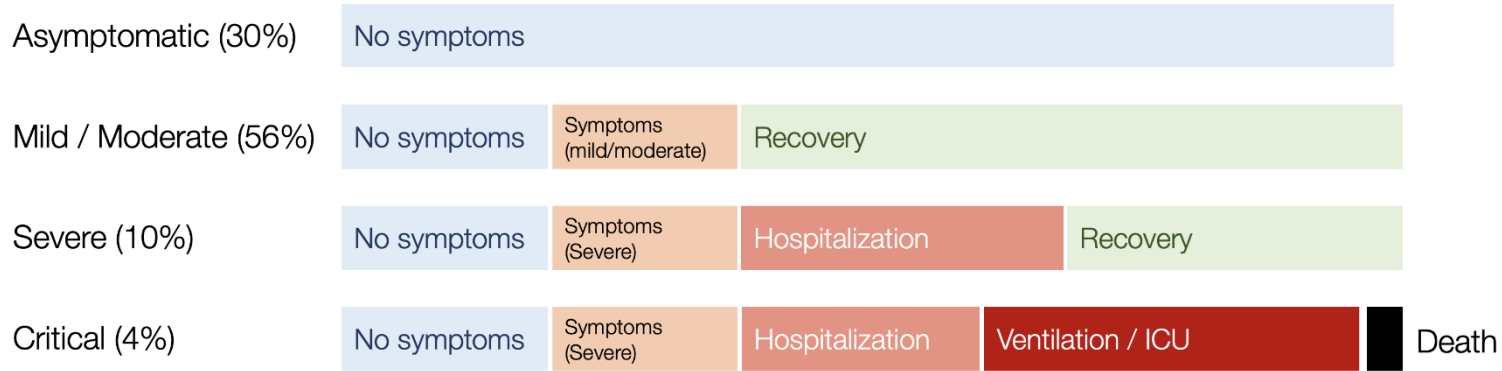 Asymptomatic (30%)
No symptoms
Mild / Moderate (56%)
No symptoms
Symptoms
(mild/moderate)
Recovery
Severe (10%)
No symptoms
Symptoms
(Severe)
Hospitalization
Recovery
Critical (4%)
No symptoms
Symptoms
(Severe)
Hospitalization
Ventilation / ICU
Death